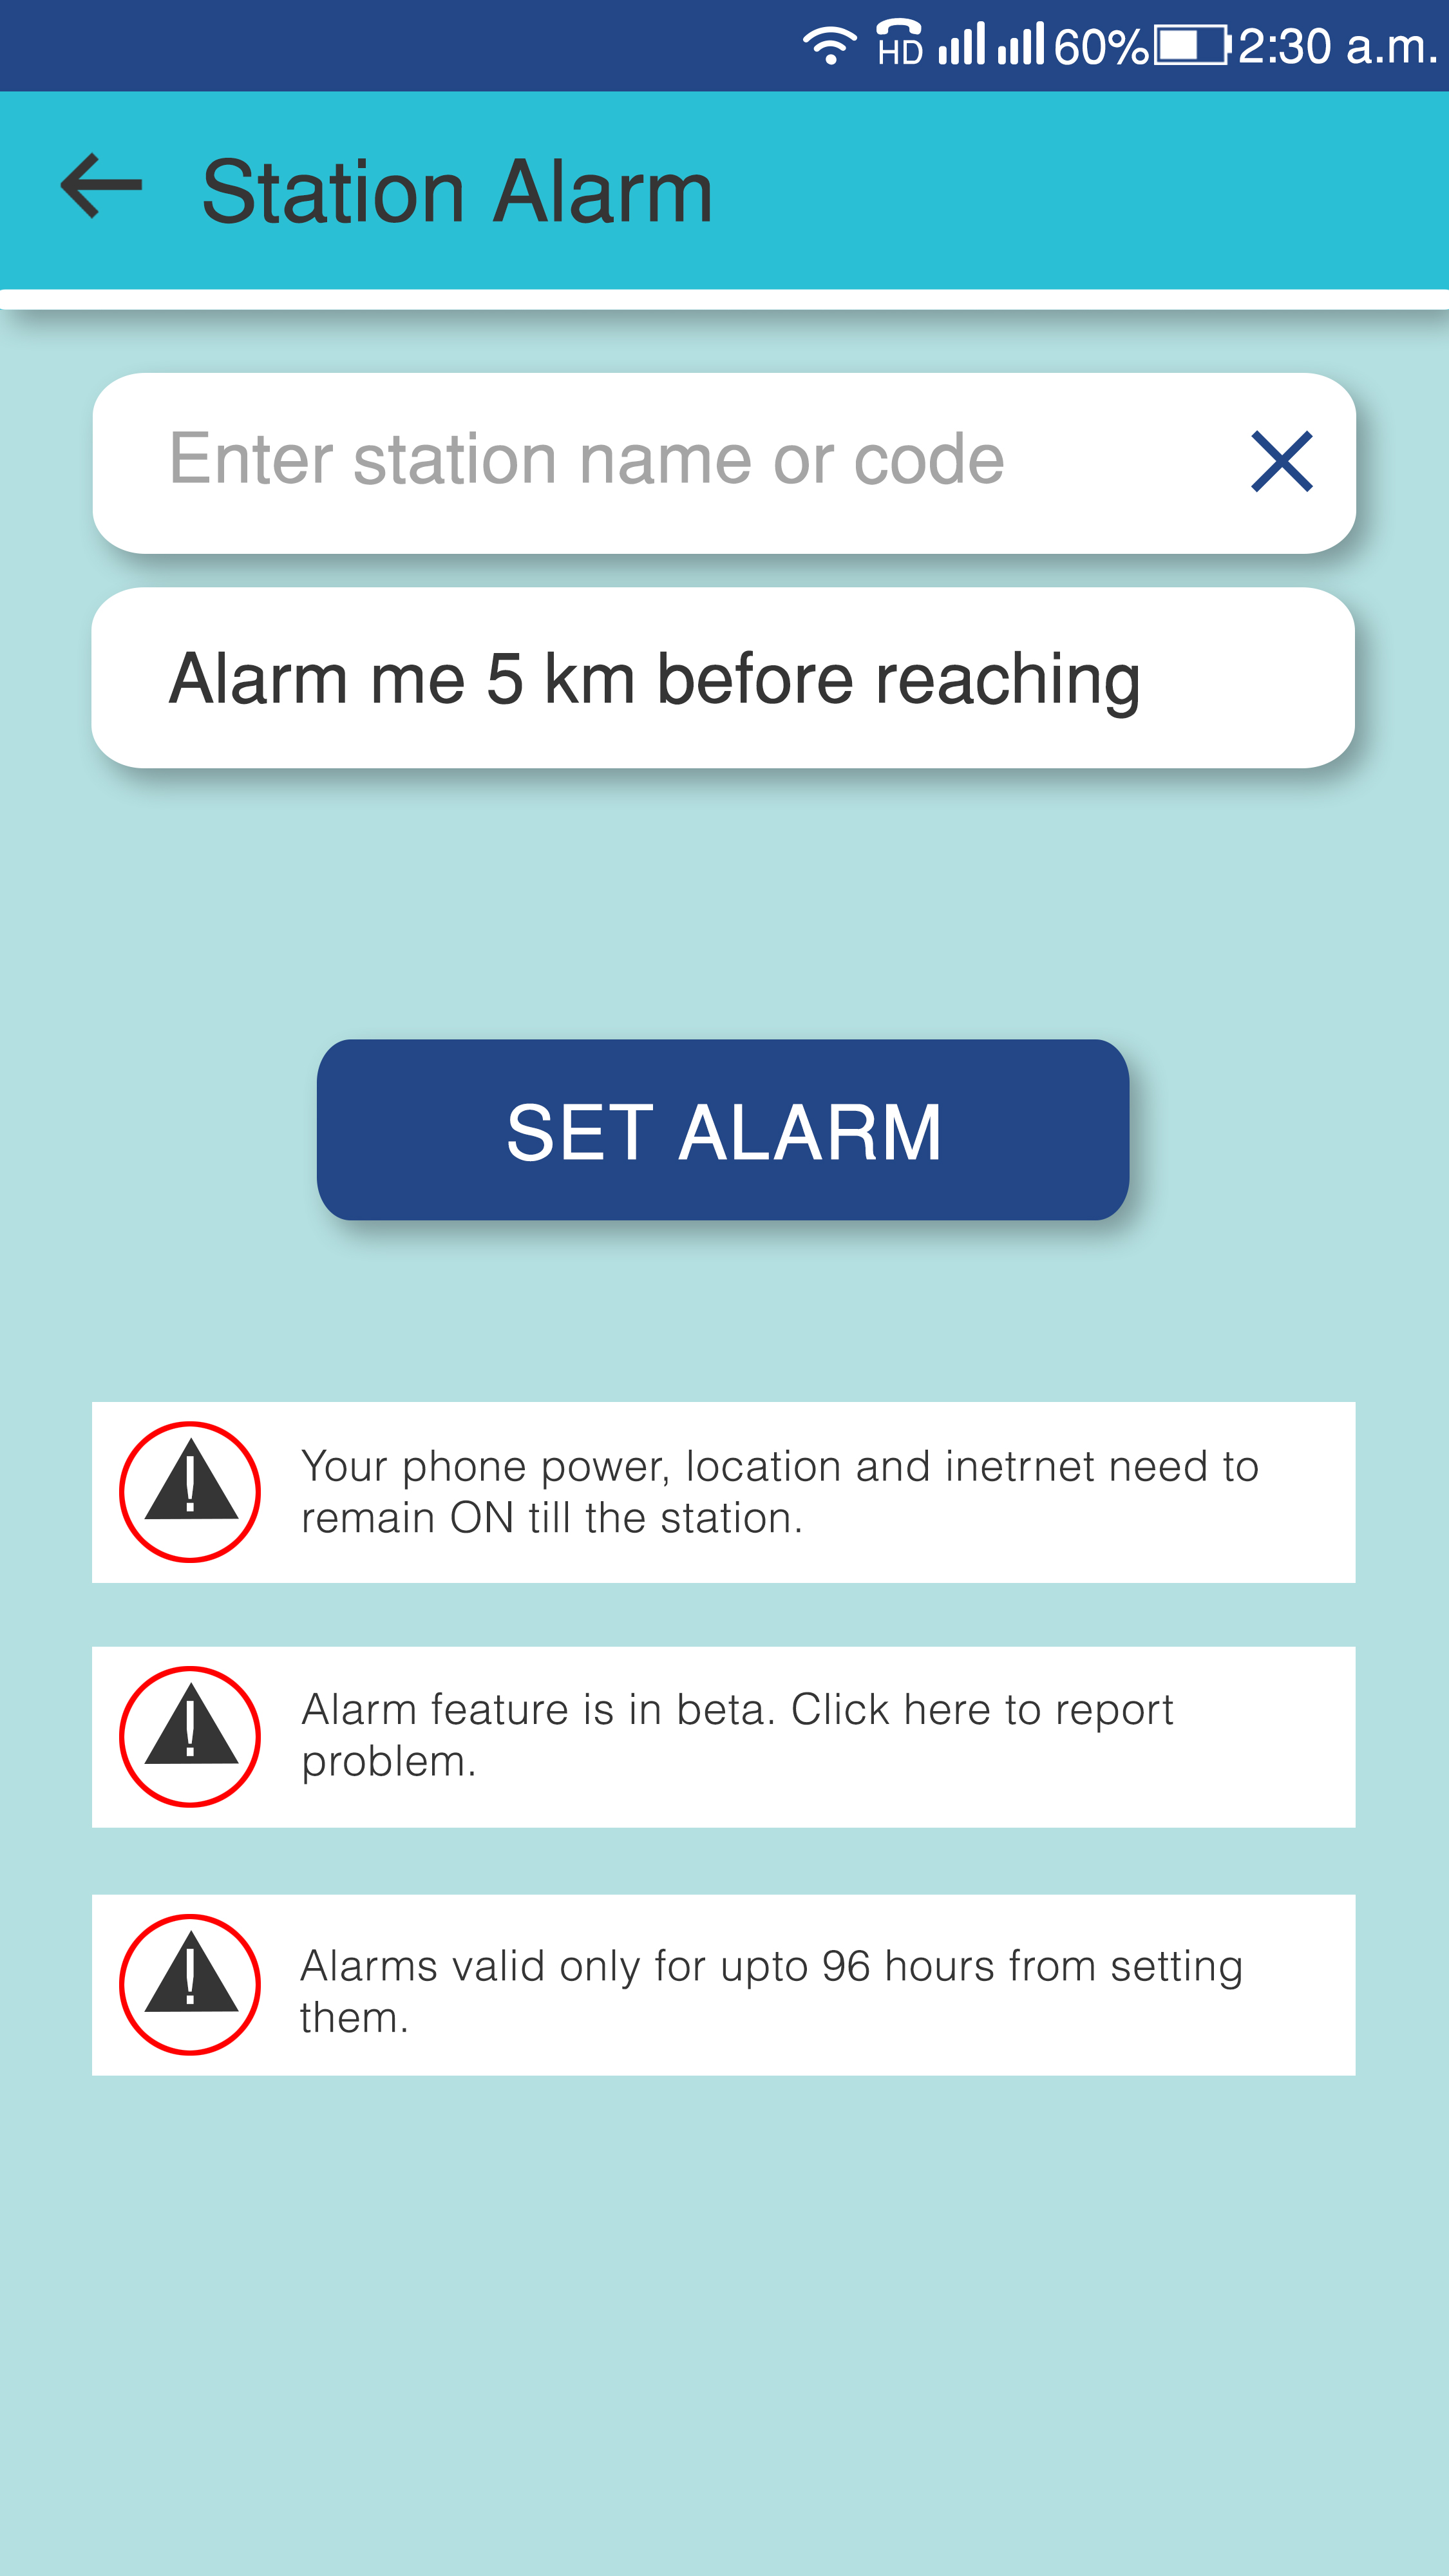 HD 60% 2:30 a.m.
Station Alarm
Enter station name or code
Alarm me 5 km before reaching
SET ALARM
Your phone power, location and inetrnet need to
remain ON till the station.
Alarm feature is in beta. Click here to report
problem.
Alarms valid only for upto 96 hours from setting
them.